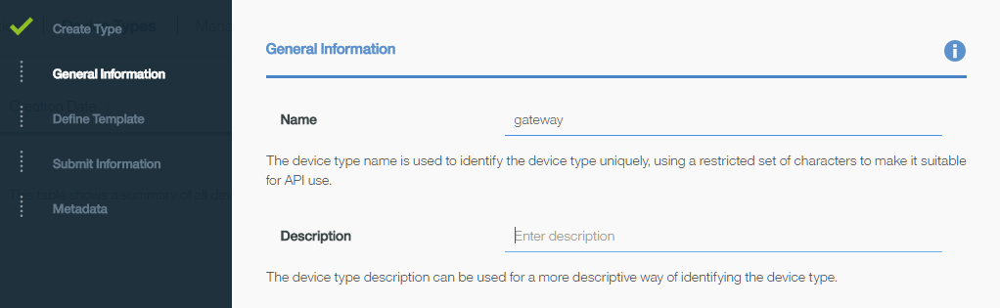 Create Type
General Information
Define Template
Submit Information
Metadata
General Information
Name
gateway
The device type name is used to identify the device type uniquely, using a restricted set of characters to make it suitable
for API use.
Description
Enter description
The device type description can be used for a more descriptive way of identifying the device type.